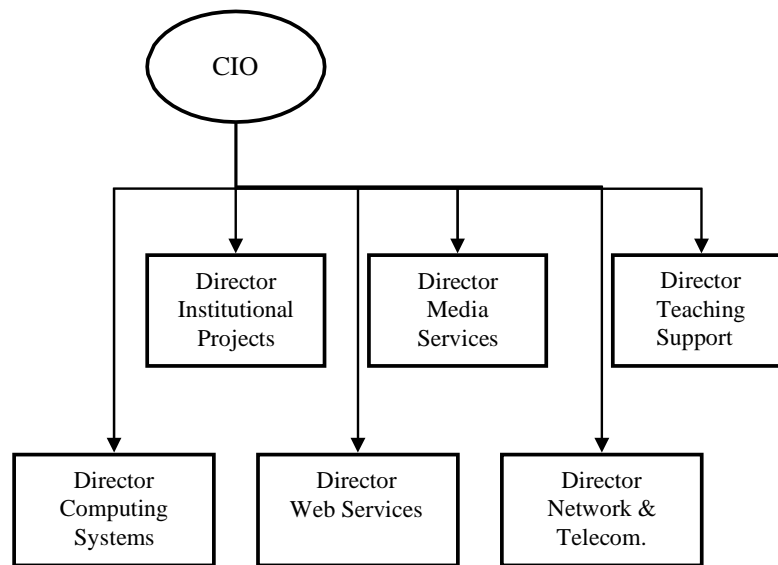 CIO
Director
Institutional
Projects
Director
Media
Services
Director
Teaching
Support
Director
Computing
Systems
Director
Web Services
Director
Network &
Telecom.